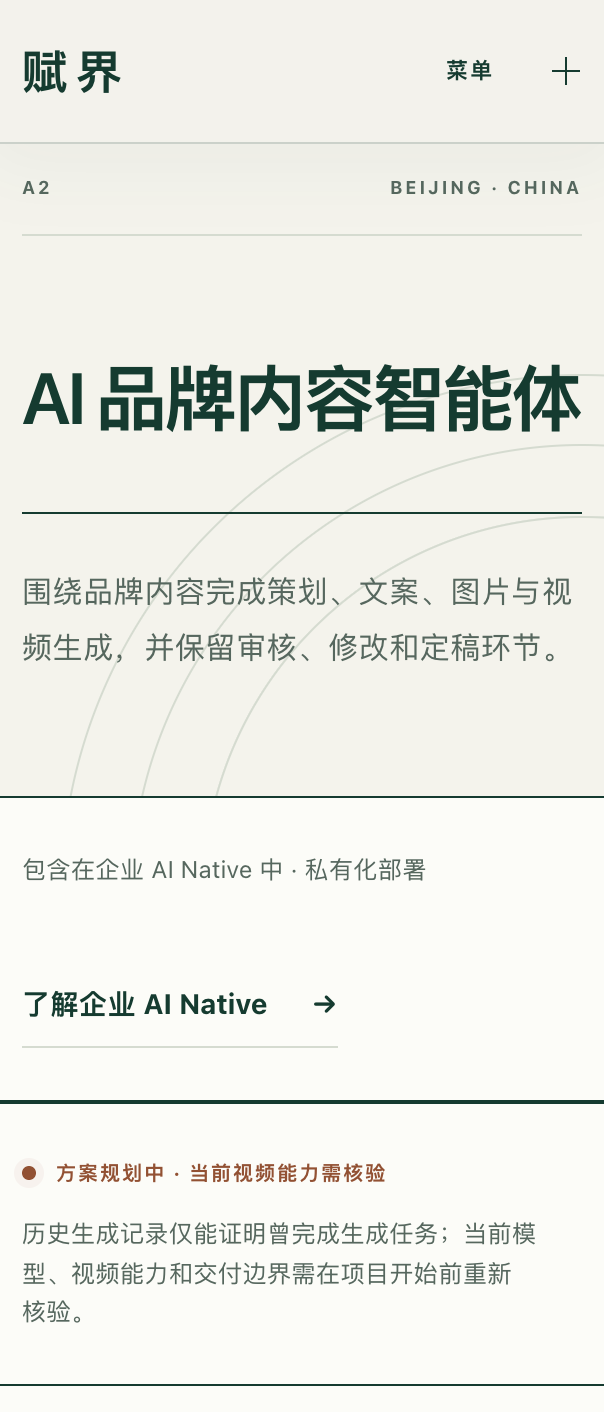 赋界
菜单
A2
BEIJING · CHINA
AI 品牌内容智能体
围绕品牌内容完成策划、文案、图片与视
频生成，并保留审核、修改和定稿环节。
包含在企业 AI Native 中 · 私有化部署
了解企业 AI Native →
方案规划中 · 当前视频能力需核验
历史生成记录仅能证明曾完成生成任务；当前模
型、视频能力和交付边界需在项目开始前重新
核验。